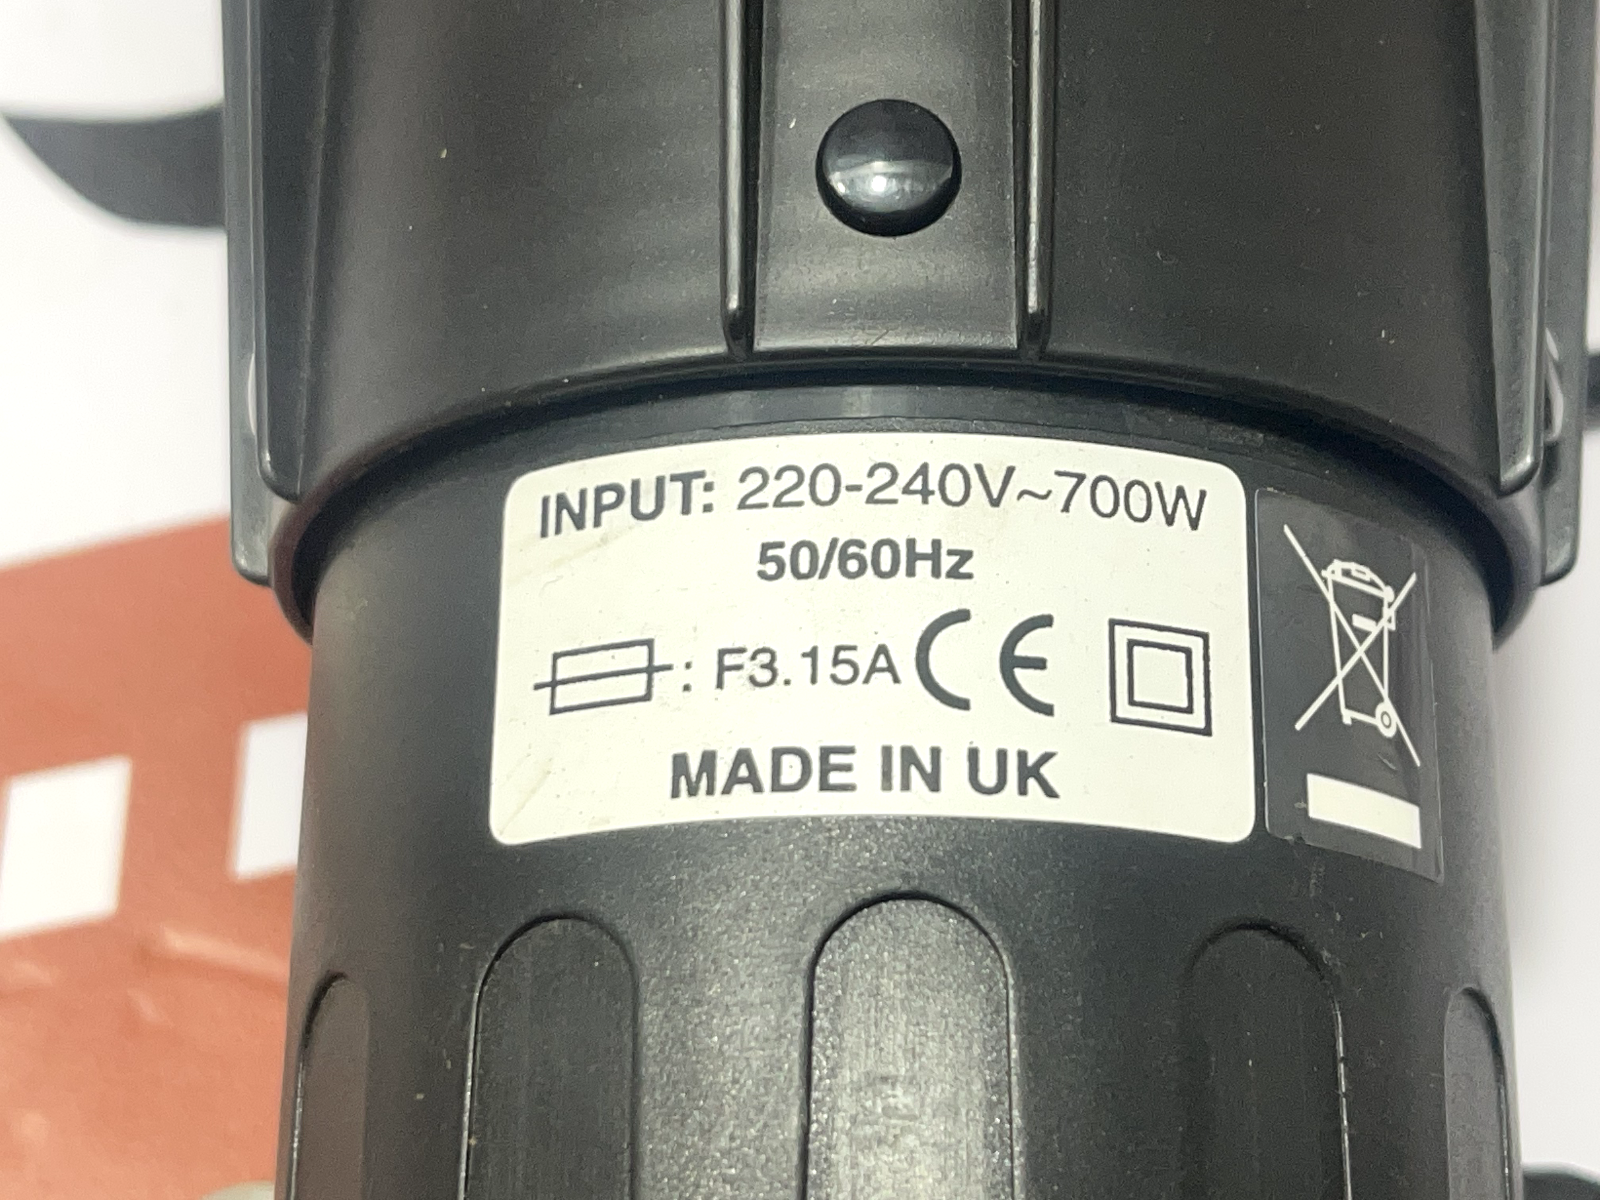 INPUT: 220-240V~700W
50/60Hz
: F3.15A CE
MADE IN UK